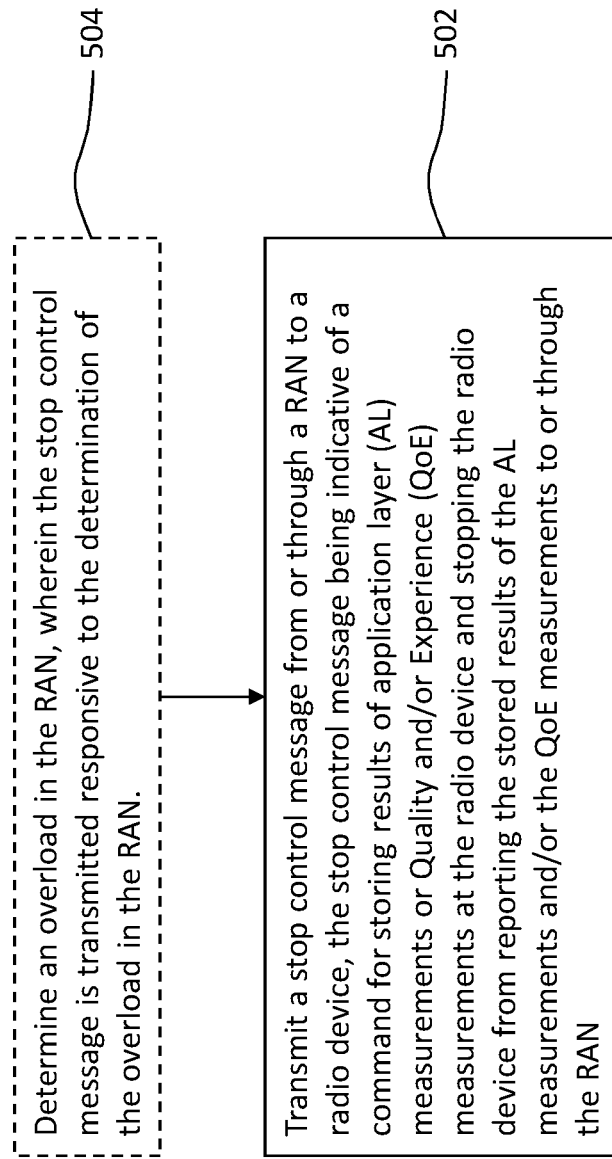 Determine an overload in the RAN, wherein the stop control
message is transmitted responsive to the determination of
the overload in the RAN.
504
Transmit a stop control message from or through a RAN to a
radio device, the stop control message being indicative of a
command for storing results of application layer (AL)
measurements or Quality and/or Experience (QoE)
measurements at the radio device and stopping the radio
device from reporting the stored results of the AL
measurements and/or the QoE measurements to or through
the RAN
502